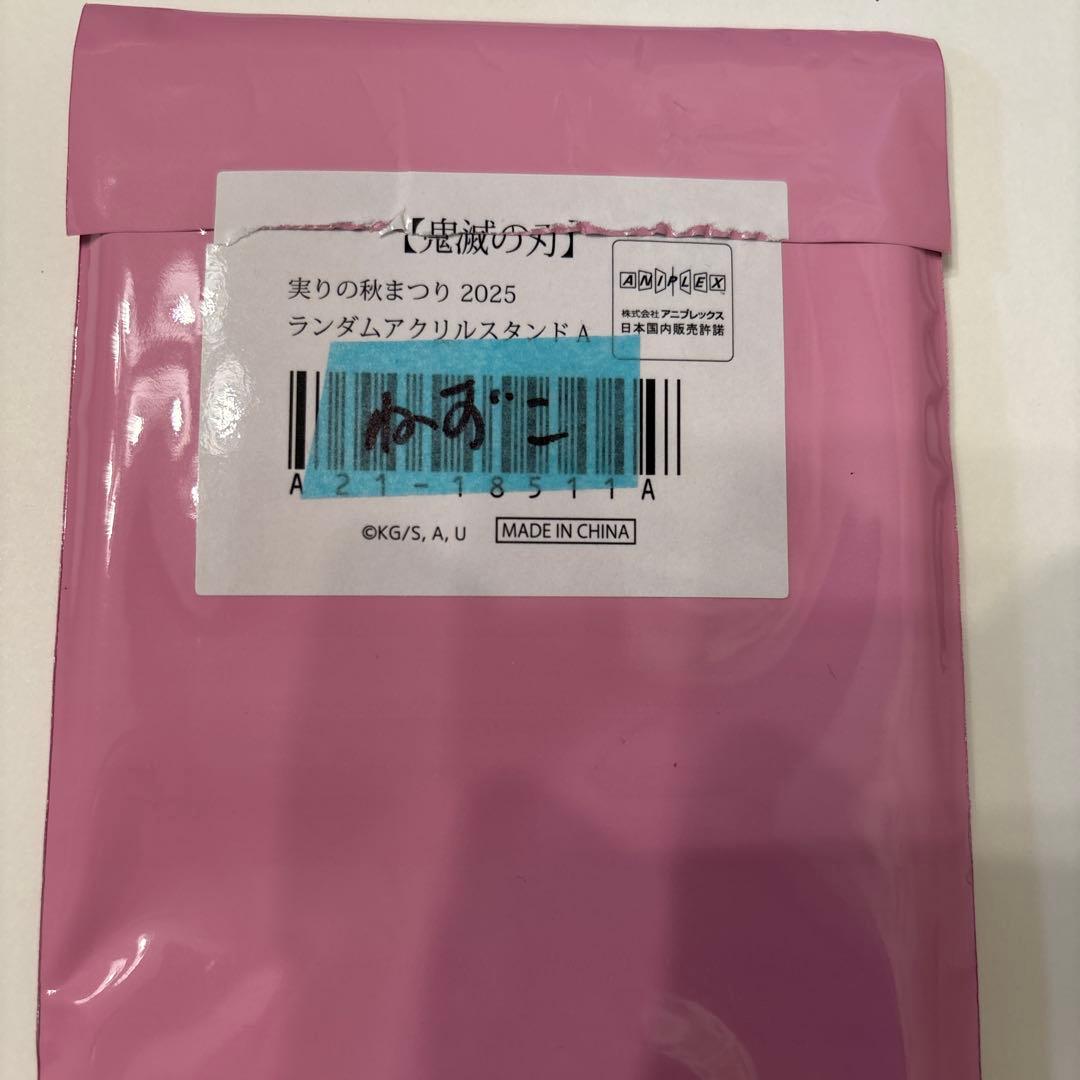 【鬼滅の刃】
実りの秋まつり 2025
ランダムアクリルスタンド A
ANIPLEX
株式会社 アニプレックス
日本国内販売許諾
ねずこ
A21-18511A
©KG/S, A, U
MADE IN CHINA